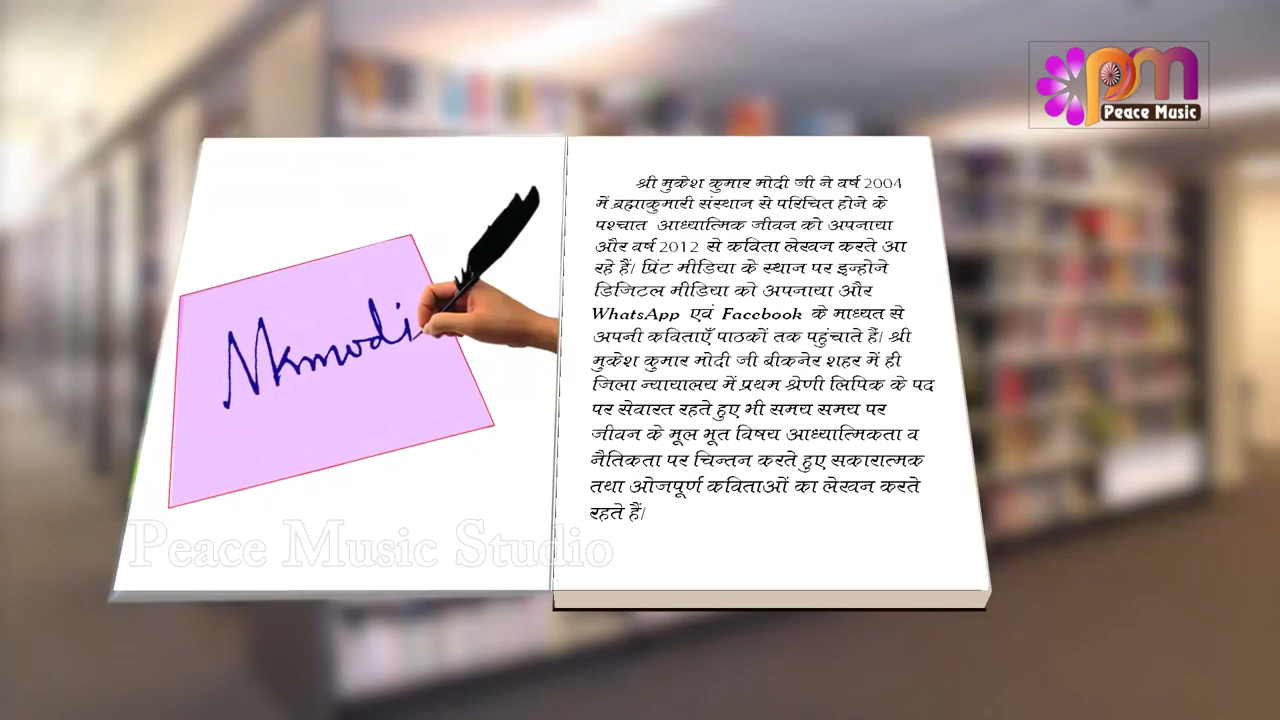 Peace Music
Mkmodi
श्री मुकेश कुमार मोदी जी ने वर्ष 2004
में ब्रह्माकुमारी संस्थान से परिचित होने के
पश्चात आध्यात्मिक जीवन को अपनाया
और वर्ष 2012 से कविता लेखन करते आ
रहे हैं। प्रिंट मीडिया के स्थान पर इन्होने
डिजिटल मीडिया को अपनाया और
WhatsApp एवं Facebook के माध्यत से
अपनी कविताएँ पाठकों तक पहुंचाते हैं। श्री
मुकेश कुमार मोदी जी बीकनेर शहर में ही
जिला न्यायालय में प्रथम श्रेणी लिपिक के पद
पर सेवारत रहते हुए भी समय समय पर
जीवन के मूल भूत विषय आध्यात्मिकता व
नैतिकता पर चिन्तन करते हुए सकारात्मक
तथा ओजपूर्ण कविताओं का लेखन करते
रहते हैं।
Peace Music Studio